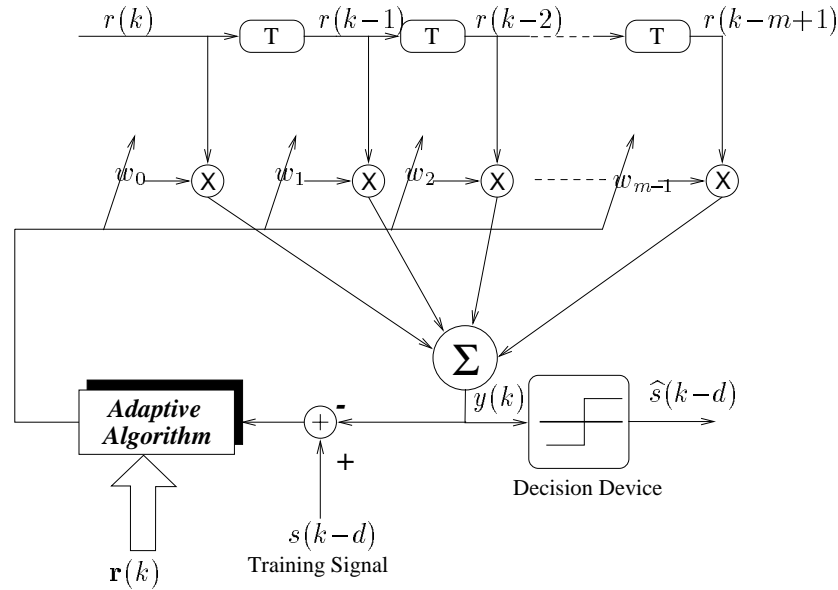 r(k) T r(k-1) T r(k-2) T r(k-m+1)
w₀ X w₁ X w₂ X wₘ₋₁ X
Σ
y(k) ŝ(k-d)
Adaptive
Algorithm
+
-
+
Decision Device
s(k-d)
Training Signal
r(k)